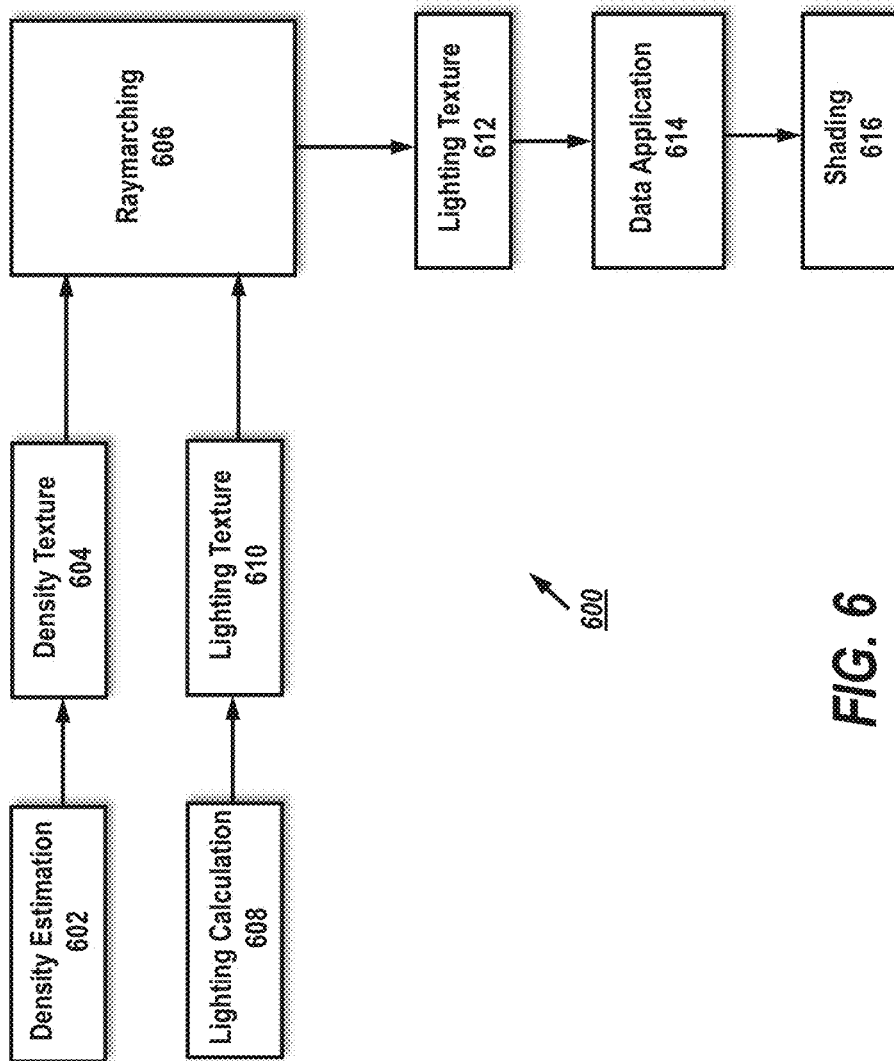 Density Estimation
602
Density Texture
604
Raymarching
606
Lighting Calculation
608
Lighting Texture
610
Lighting Texture
612
Data Application
614
Shading
616
600
FIG. 6